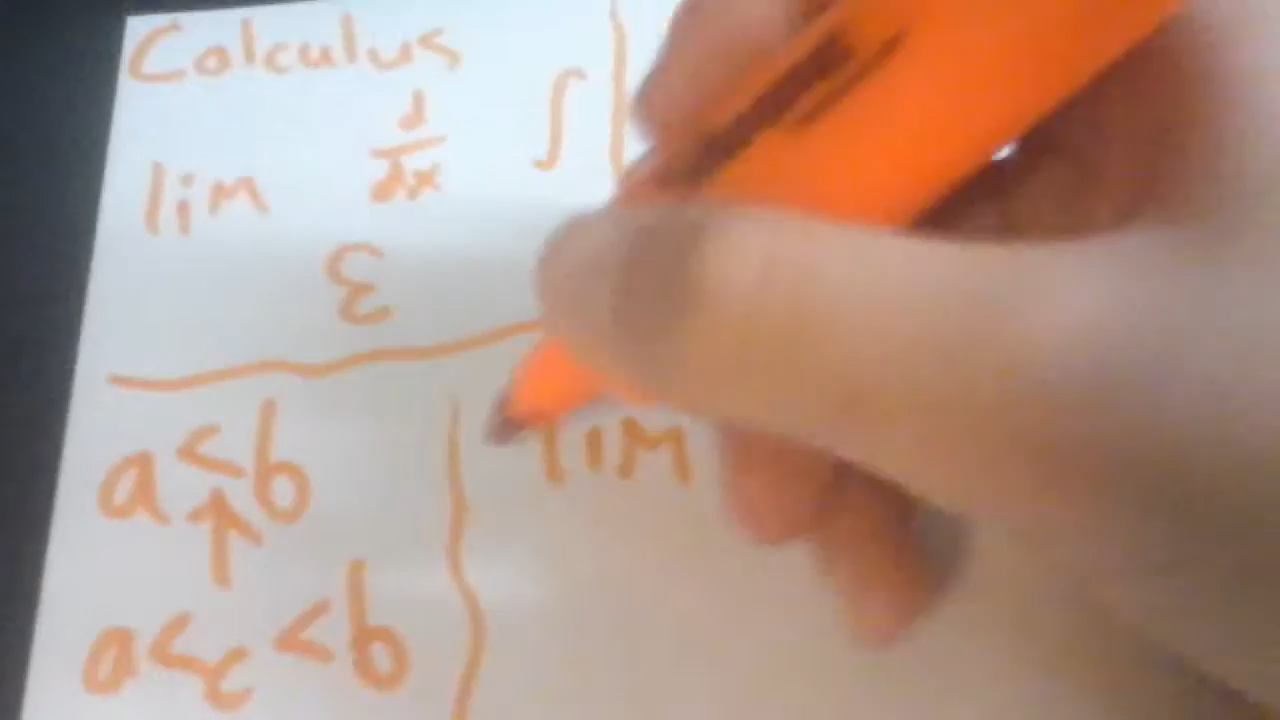 Calculus
lim d/dx ∫
ε
a < b
↑
a < c < b
lim